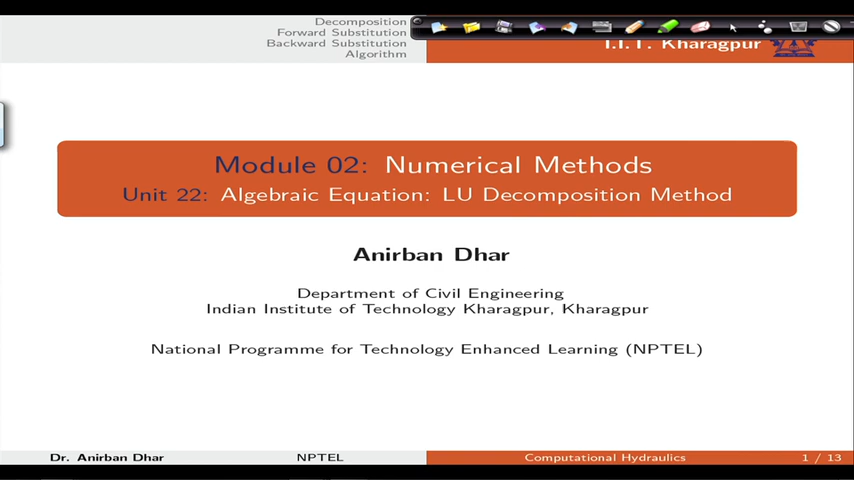 Decomposition
Forward Substitution
Backward Substitution
Algorithm
I.I.T. Kharagpur
Module 02: Numerical Methods
Unit 22: Algebraic Equation: LU Decomposition Method
Anirban Dhar
Department of Civil Engineering
Indian Institute of Technology Kharagpur, Kharagpur
National Programme for Technology Enhanced Learning (NPTEL)
Dr. Anirban Dhar NPTEL Computational Hydraulics 1 / 13